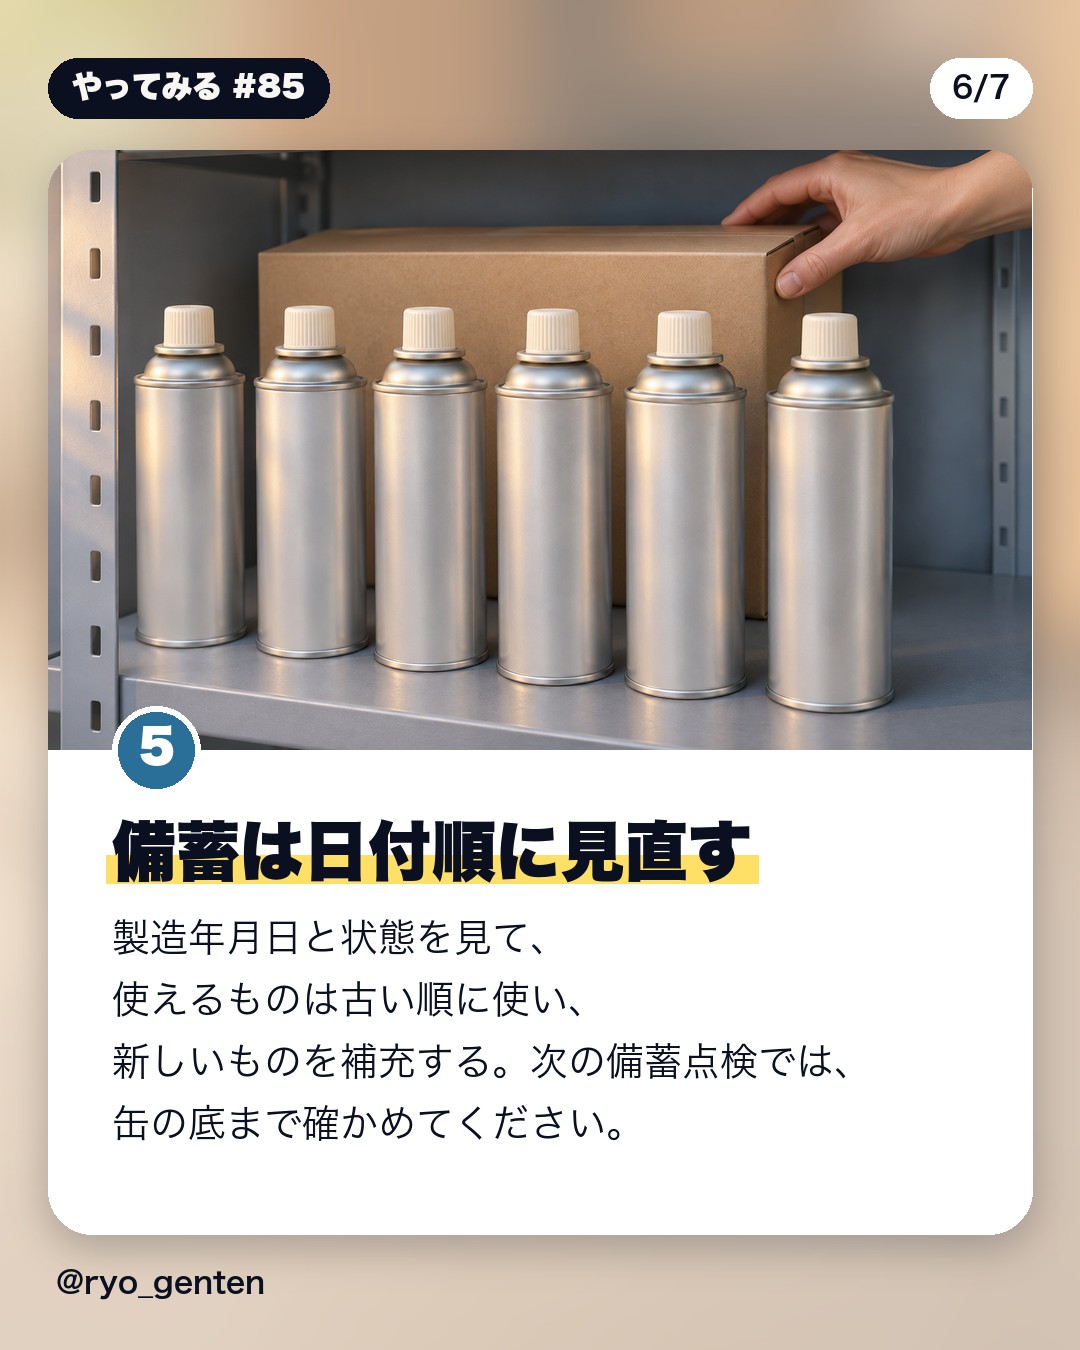 やってみる #85
6/7
5
備蓄は日付順に見直す
製造年月日と状態を見て、
使えるものは古い順に使い、
新しいものを補充する。次の備蓄点検では、
缶の底まで確かめてください。
@ryo_genten